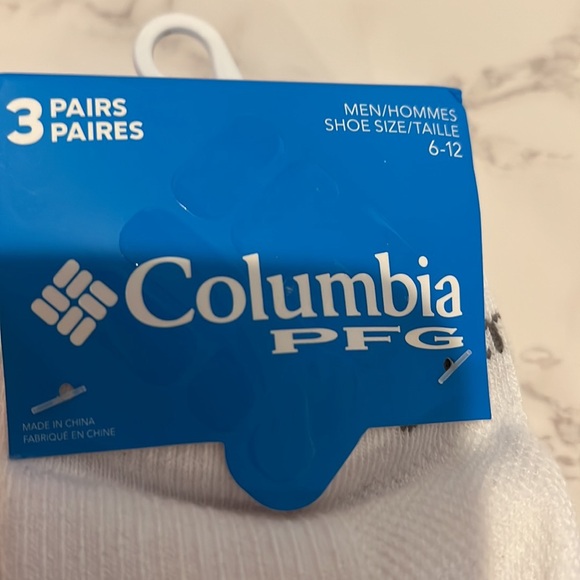 3 PAIRS
PAIRES
MEN/HOMMES
SHOE SIZE/TAILLE
6-12
Columbia
PFG
MADE IN CHINA
FABRIQUÉ EN CHINE